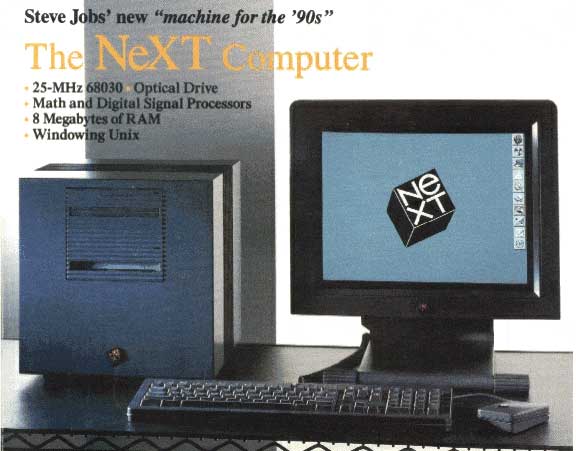 Steve Jobs’ new “machine for the ’90s”
The NeXT Computer
• 25-MHz 68030 • Optical Drive
• Math and Digital Signal Processors
• 8 Megabytes of RAM
• Windowing Unix
NeXT